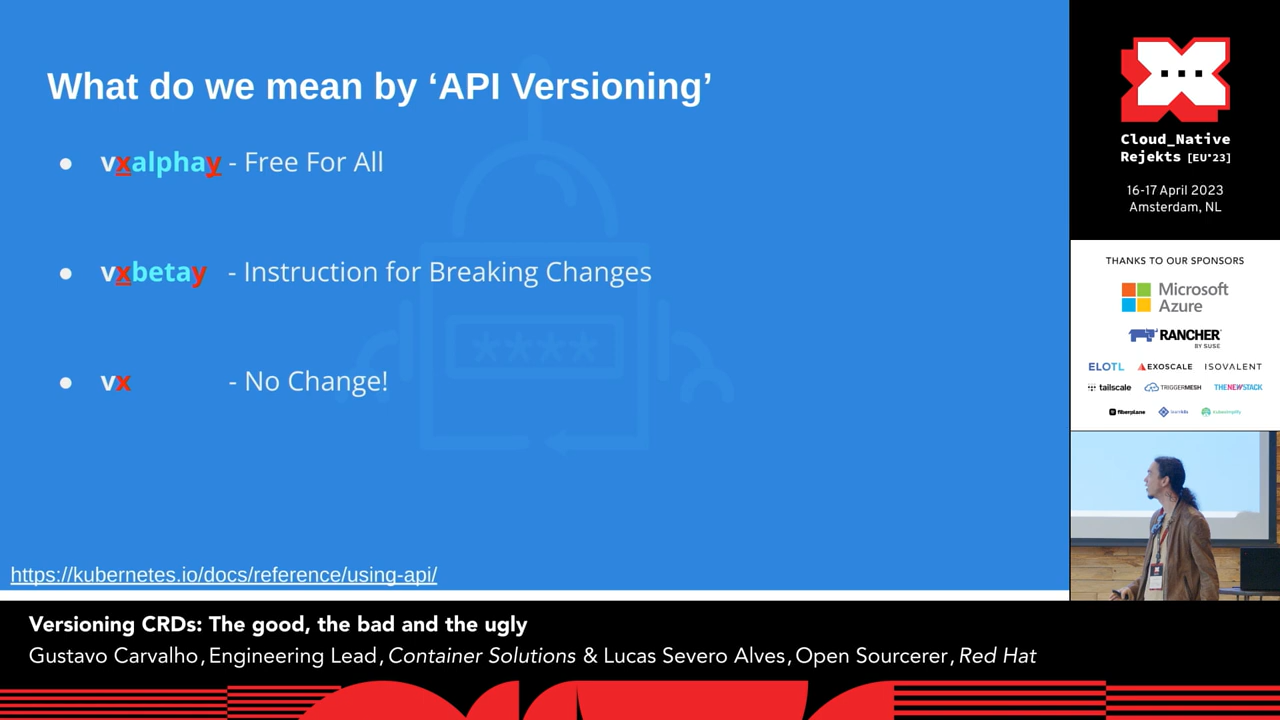 What do we mean by ‘API Versioning’
● vxalphay - Free For All
● vxbetay - Instruction for Breaking Changes
****
● vx - No Change!
https://kubernetes.io/docs/reference/using-api/
Cloud_Native
Rejekts [EU'23]
16-17 April 2023
Amsterdam, NL
THANKS TO OUR SPONSORS
Microsoft
Azure
RANCHER
BY SUSE
ELOTL EXOSCALE ISOVALENT
tailscale TRIGGERMESH THENEWSTACK
fiberplane kubesimplify
Versioning CRDs: The good, the bad and the ugly
Gustavo Carvalho, Engineering Lead, Container Solutions & Lucas Severo Alves, Open Sourcerer, Red Hat